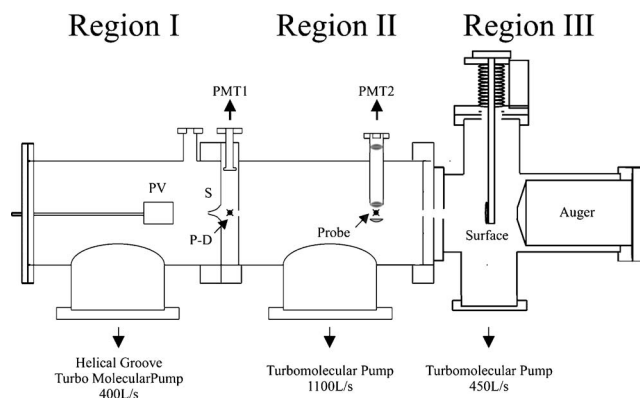 Region I
Region II
Region III
PMT1
PMT2
PV
S
P-D
Probe
Surface
Auger
Helical Groove
Turbo MolecularPump
400L/s
Turbomolecular Pump
1100L/s
Turbomolecular Pump
450L/s